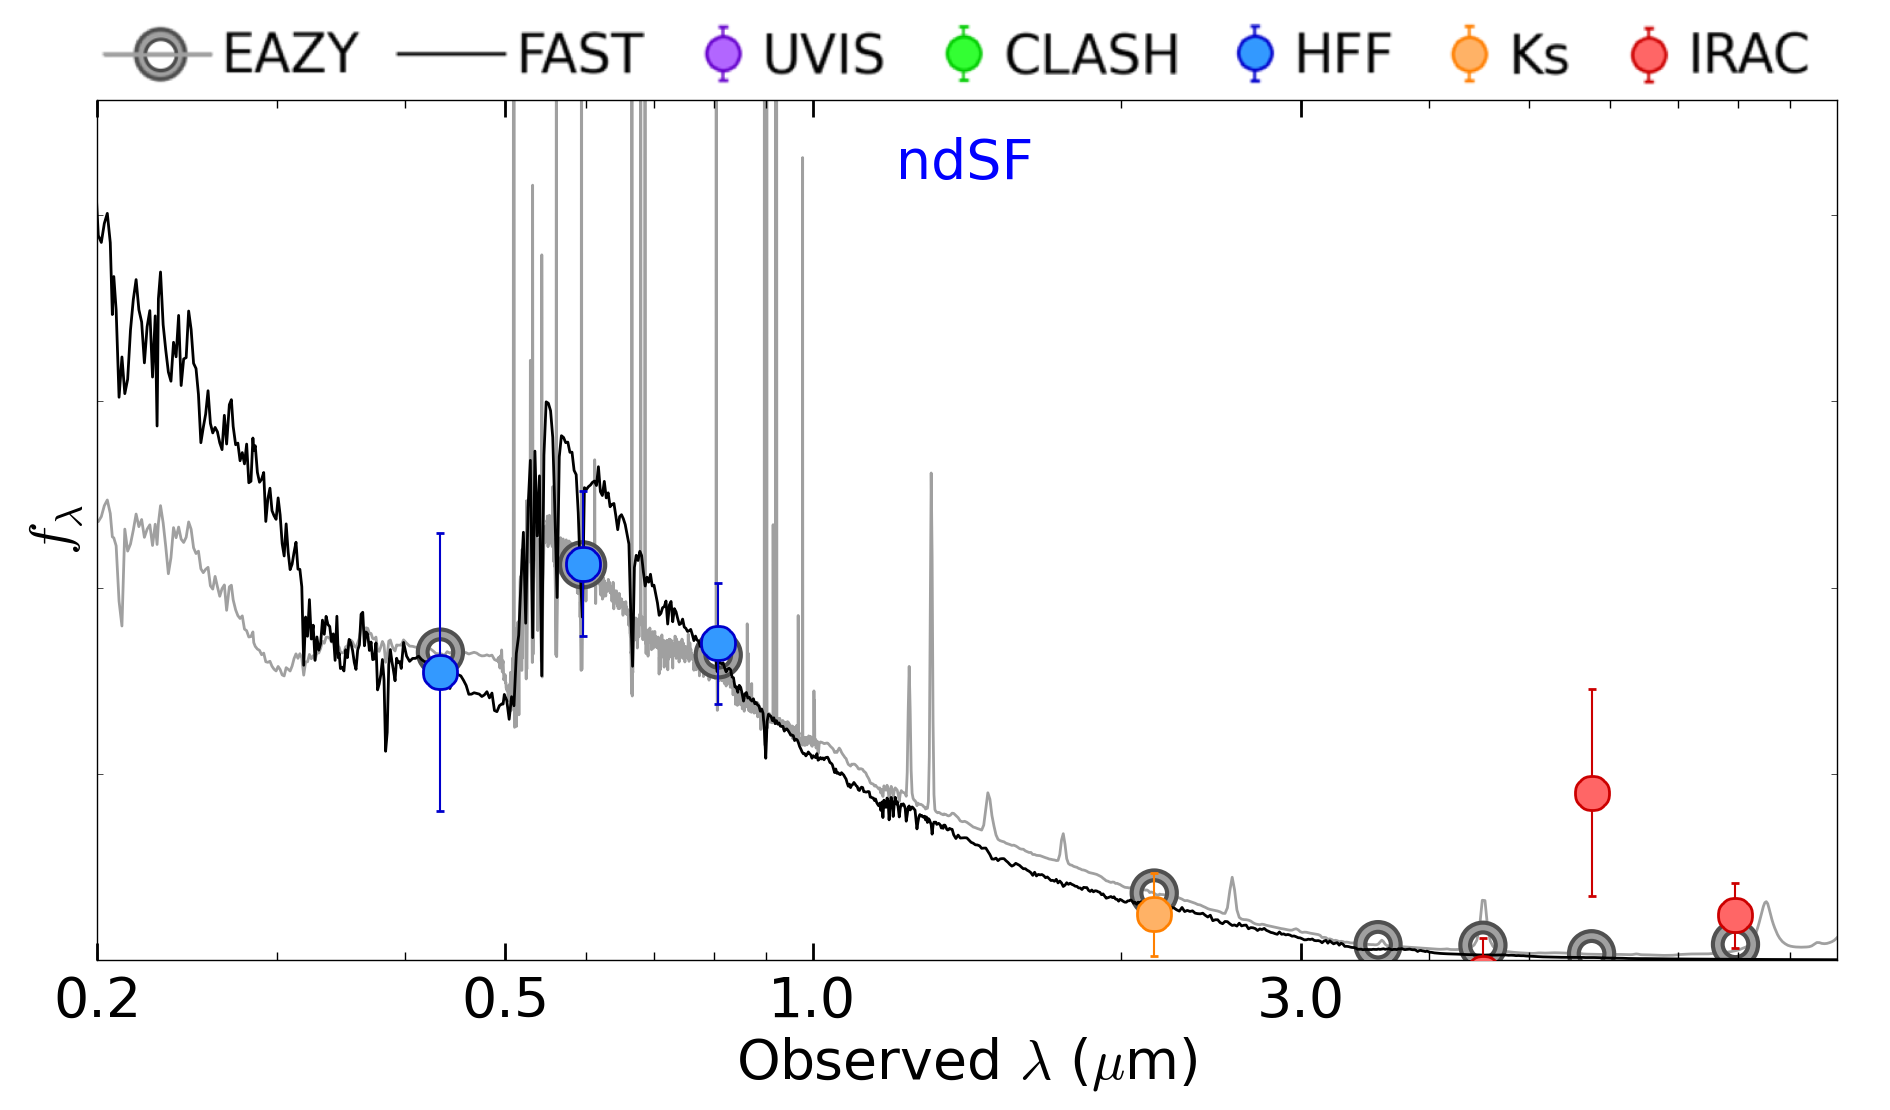 EAZY FAST UVIS CLASH HFF Ks IRAC
ndSF
f_λ
0.2 0.5 1.0 3.0
Observed λ (μm)